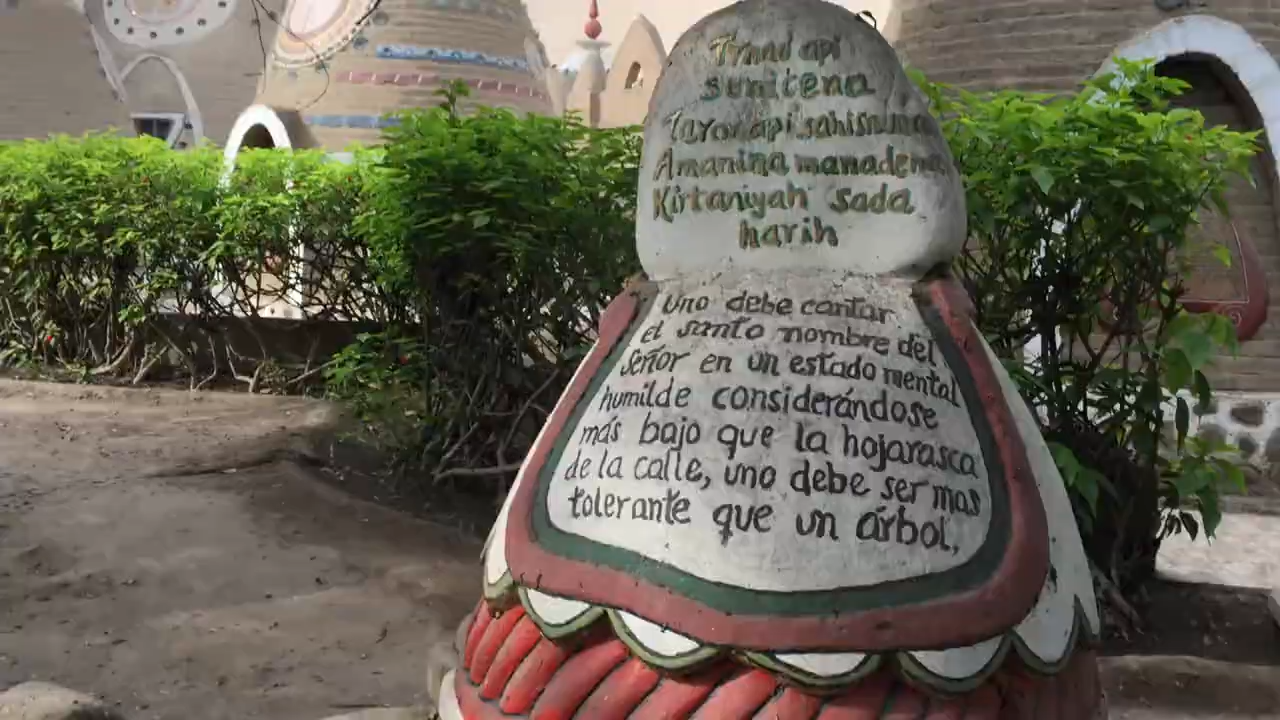 Trnad api
sunicena
Taror api sahisnuna
Amanina manadena
Kirtaniyah Sada
harih
Uno debe cantar
el santo nombre del
Señor en un estado mental
humilde considerándose
más bajo que la hojarasca
de la calle, uno debe ser mas
tolerante que un árbol,